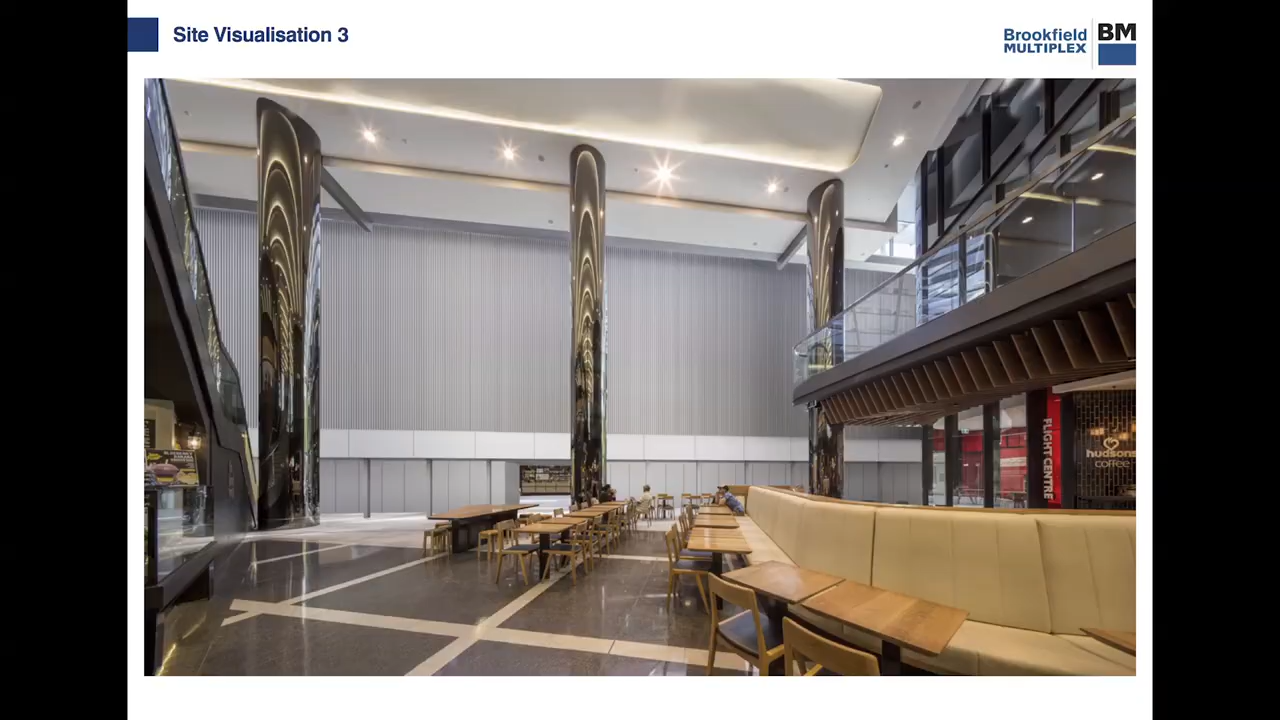 Site Visualisation 3
Brookfield
MULTIPLEX
BM
FLIGHT CENTRE
hudsons
coffee